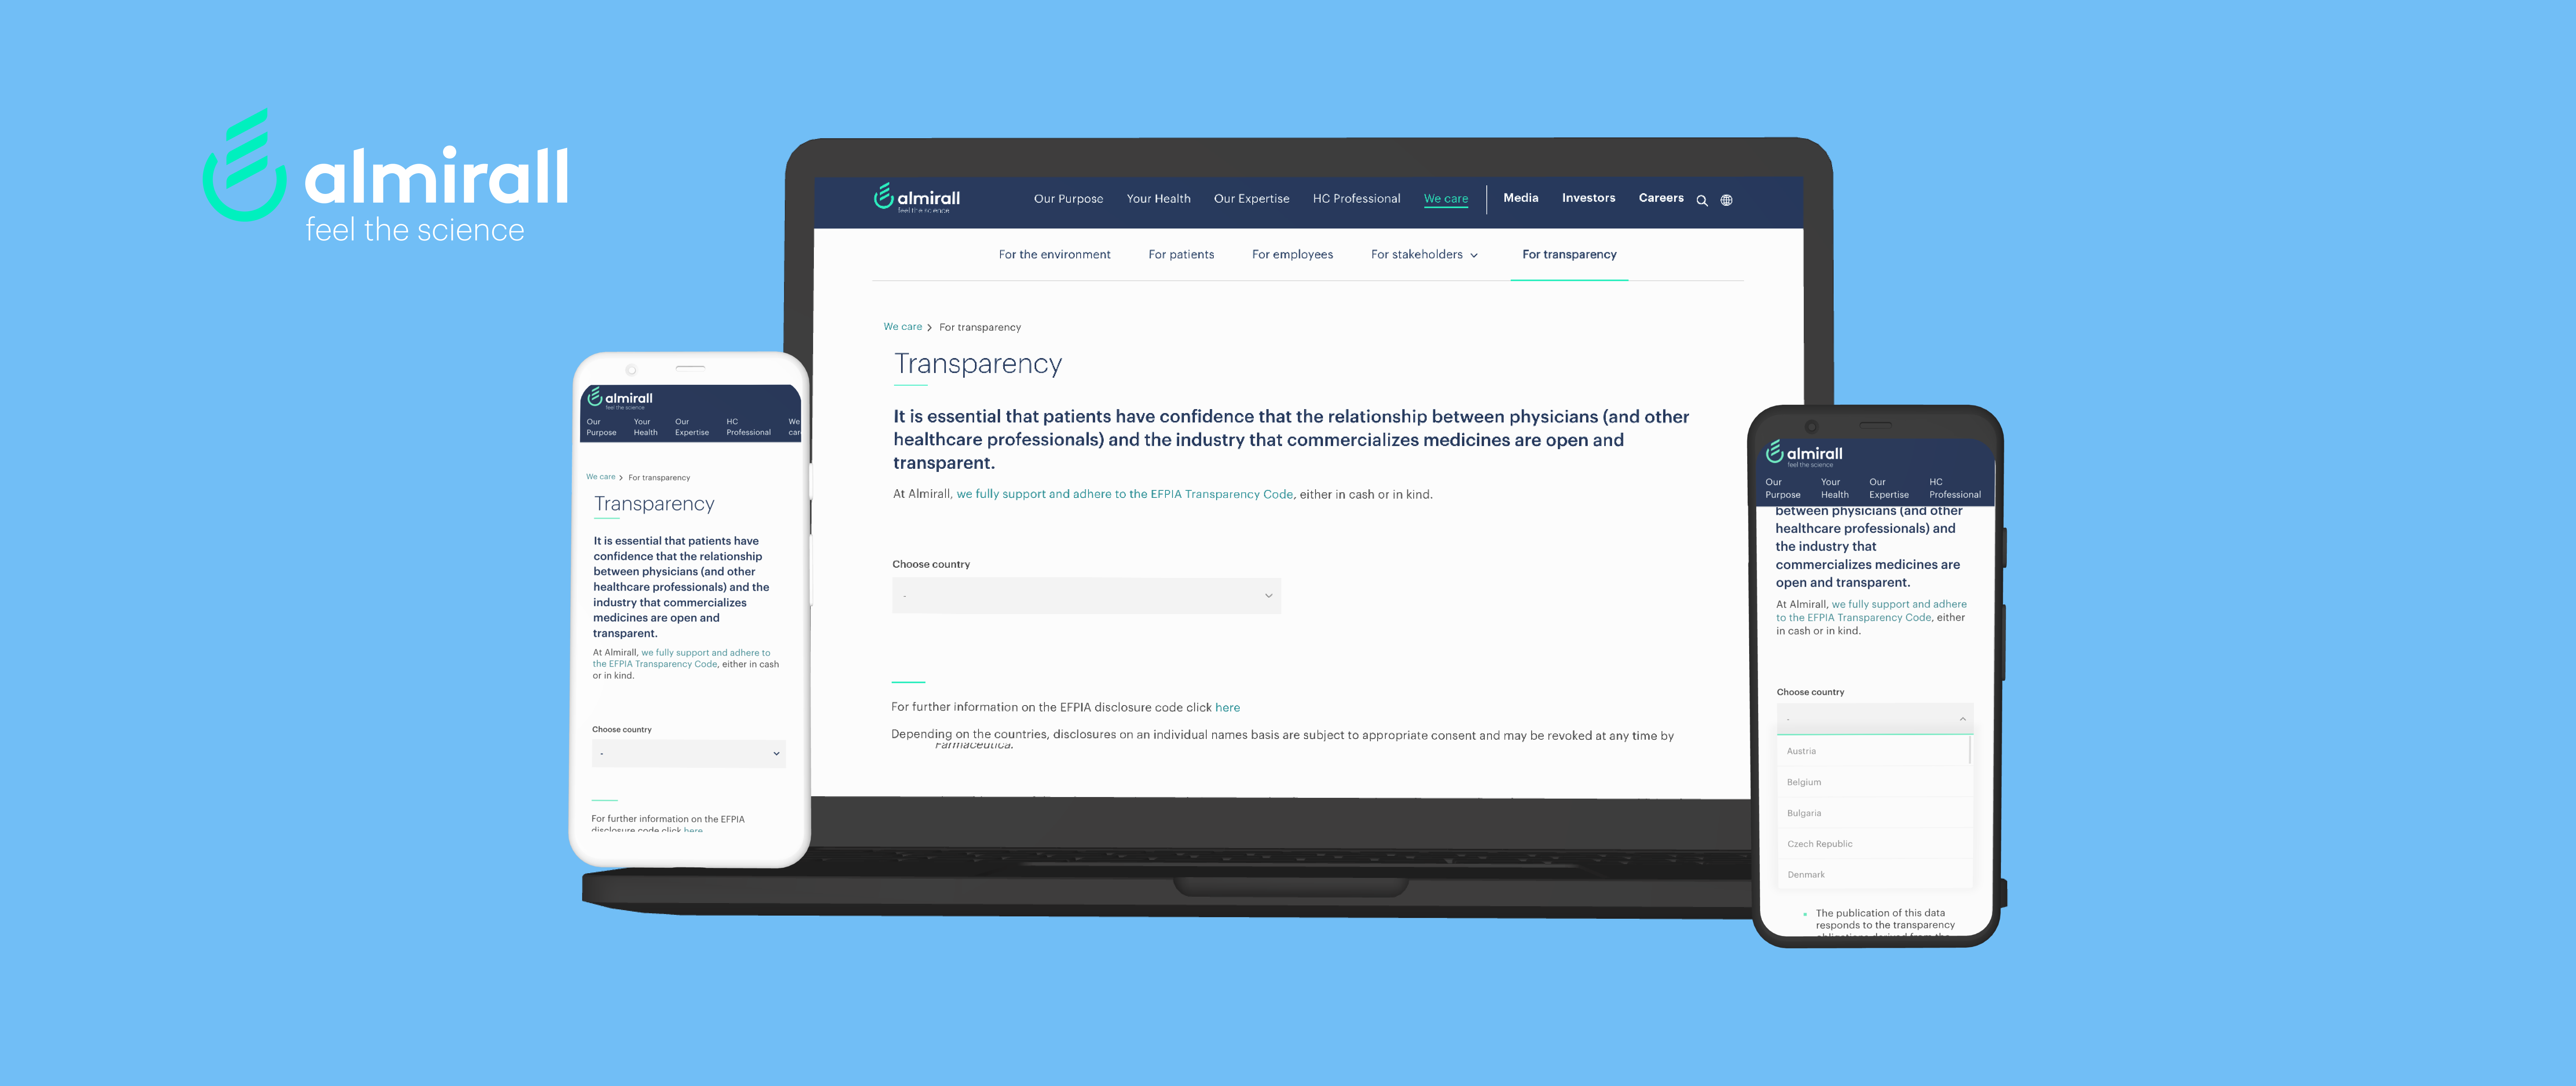 almirall
feel the science
almirall
feel the science
Our Purpose Your Health Our Expertise HC Professional We care Media Investors Careers
For the environment For patients For employees For stakeholders For transparency
We care > For transparency
Transparency
It is essential that patients have confidence that the relationship between physicians (and other
healthcare professionals) and the industry that commercializes medicines are open and
transparent.
At Almirall, we fully support and adhere to the EFPIA Transparency Code, either in cash or in kind.
Choose country
-
For further information on the EFPIA disclosure code click here
Depending on the countries, disclosures on an individual names basis are subject to appropriate consent and may be revoked at any time by
Farmaceutica.
almirall
feel the science
Our Your Our HC We
Purpose Health Expertise Professional car
We care > For transparency
Transparency
It is essential that patients have
confidence that the relationship
between physicians (and other
healthcare professionals) and the
industry that commercializes
medicines are open and
transparent.
At Almirall, we fully support and adhere to
the EFPIA Transparency Code, either in cash
or in kind.
Choose country
-
For further information on the EFPIA
disclosure code click here
almirall
feel the science
Our Your Our HC
Purpose Health Expertise Professional
between physicians (and other
healthcare professionals) and
the industry that
commercializes medicines are
open and transparent.
At Almirall, we fully support and adhere
to the EFPIA Transparency Code, either
in cash or in kind.
Choose country
-
Austria
Belgium
Bulgaria
Czech Republic
Denmark
The publication of this data
responds to the transparency
obligations derived from the